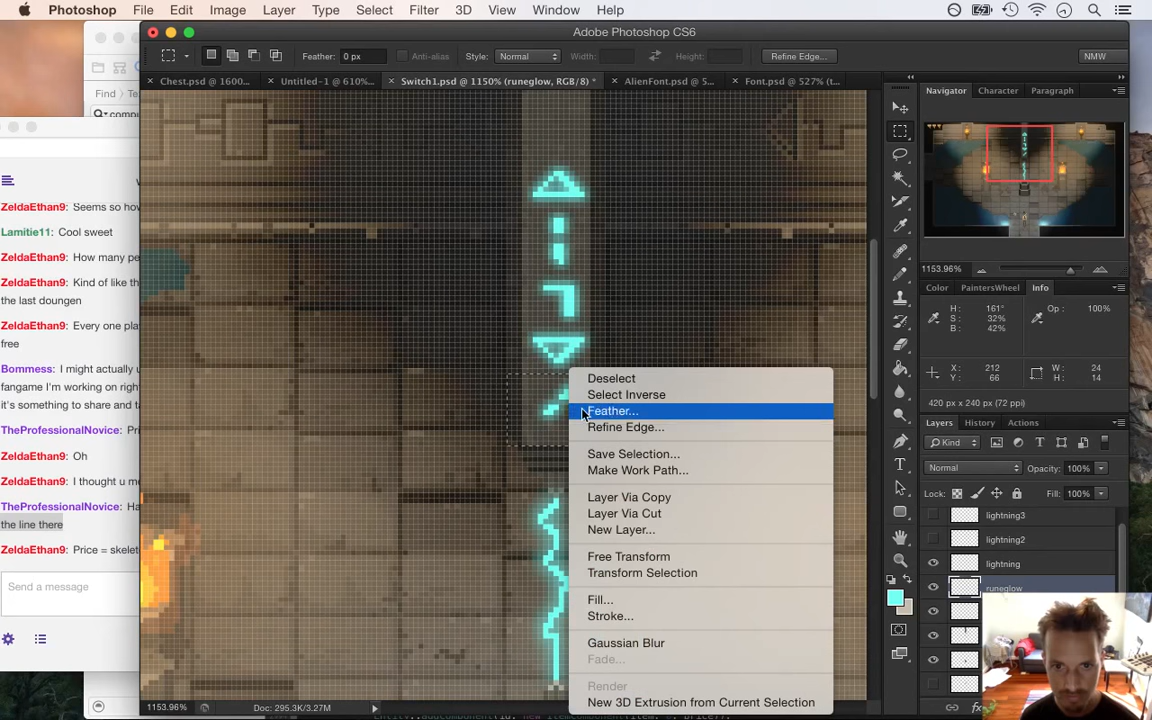 Photoshop File Edit Image Layer Type Select Filter 3D View Window Help
Adobe Photoshop CS6
Feather: 0 px Anti-alias Style: Normal Width: Height: Refine Edge... NMW
Chest.psd @ 1600... Untitled-1 @ 610%... Switch1.psd @ 1150% (runeglow, RGB/8) * AlienFont.psd @ 5... Font.psd @ 527% (t...
Find
ZeldaEthan9: Seems so how
Lamitie11: Cool sweet
ZeldaEthan9: How many pe
ZeldaEthan9: Kind of like th
the last doungen
ZeldaEthan9: Every one play
free
Bommess: I might actually u
fangame I'm working on righ
it's something to share and ta
TheProfessionalNovice: Pri
ZeldaEthan9: Oh
ZeldaEthan9: I thought u me
TheProfessionalNovice: Ha
the line there
ZeldaEthan9: Price = skelet
Send a message
Deselect
Select Inverse
Feather...
Refine Edge...
Save Selection...
Make Work Path...
Layer Via Copy
Layer Via Cut
New Layer...
Free Transform
Transform Selection
Fill...
Stroke...
Gaussian Blur
Fade...
Render
New 3D Extrusion from Current Selection
Navigator Character Paragraph
1153.96%
Color PaintersWheel Info
H: 161° Op: 100%
S: 32%
B: 42%
X: 212 W: 24
Y: 66 H: 14
420 px x 240 px (72 ppi)
Layers History Actions
Kind
Normal Opacity: 100%
Lock: Fill: 100%
lightning3
lightning2
lightning
runeglow
fx
1153.96% Doc: 295.3K/3.27M